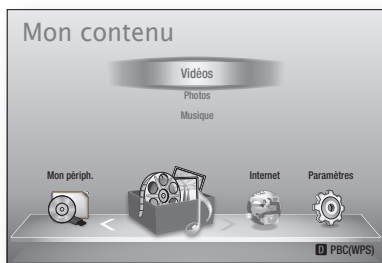 Mon contenu
Vidéos
Photos
Musique
Mon périph. Internet Paramètres
D PBC(WPS)